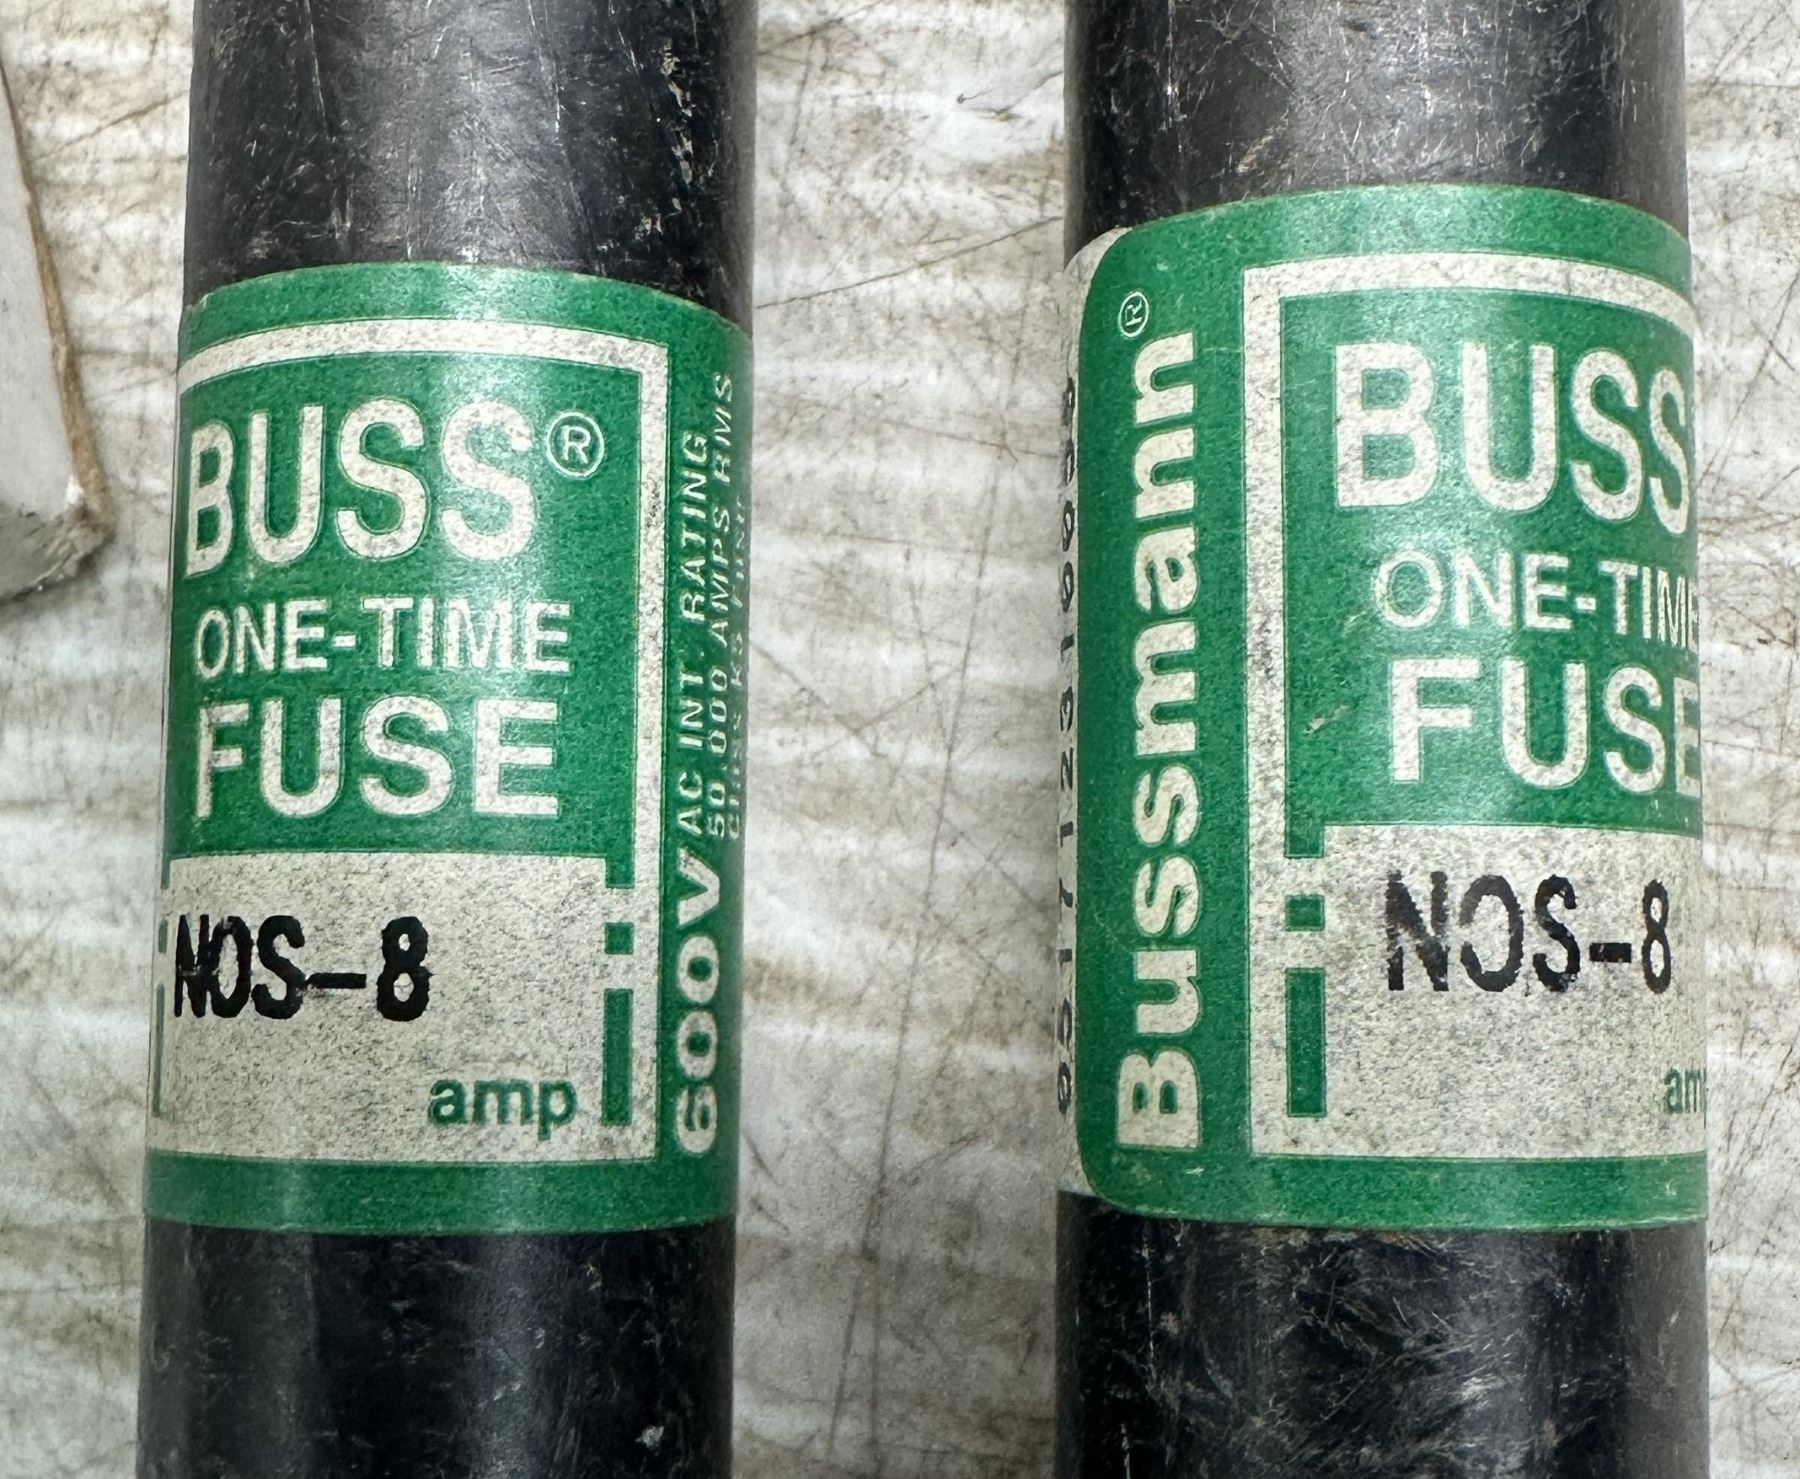 BUSS®
ONE-TIME
FUSE
NOS-8
amp
600V AC INT. RATING
50,000 AMPS RMS
Bussmann®
BUSS
ONE-TIME
FUSE
NOS-8